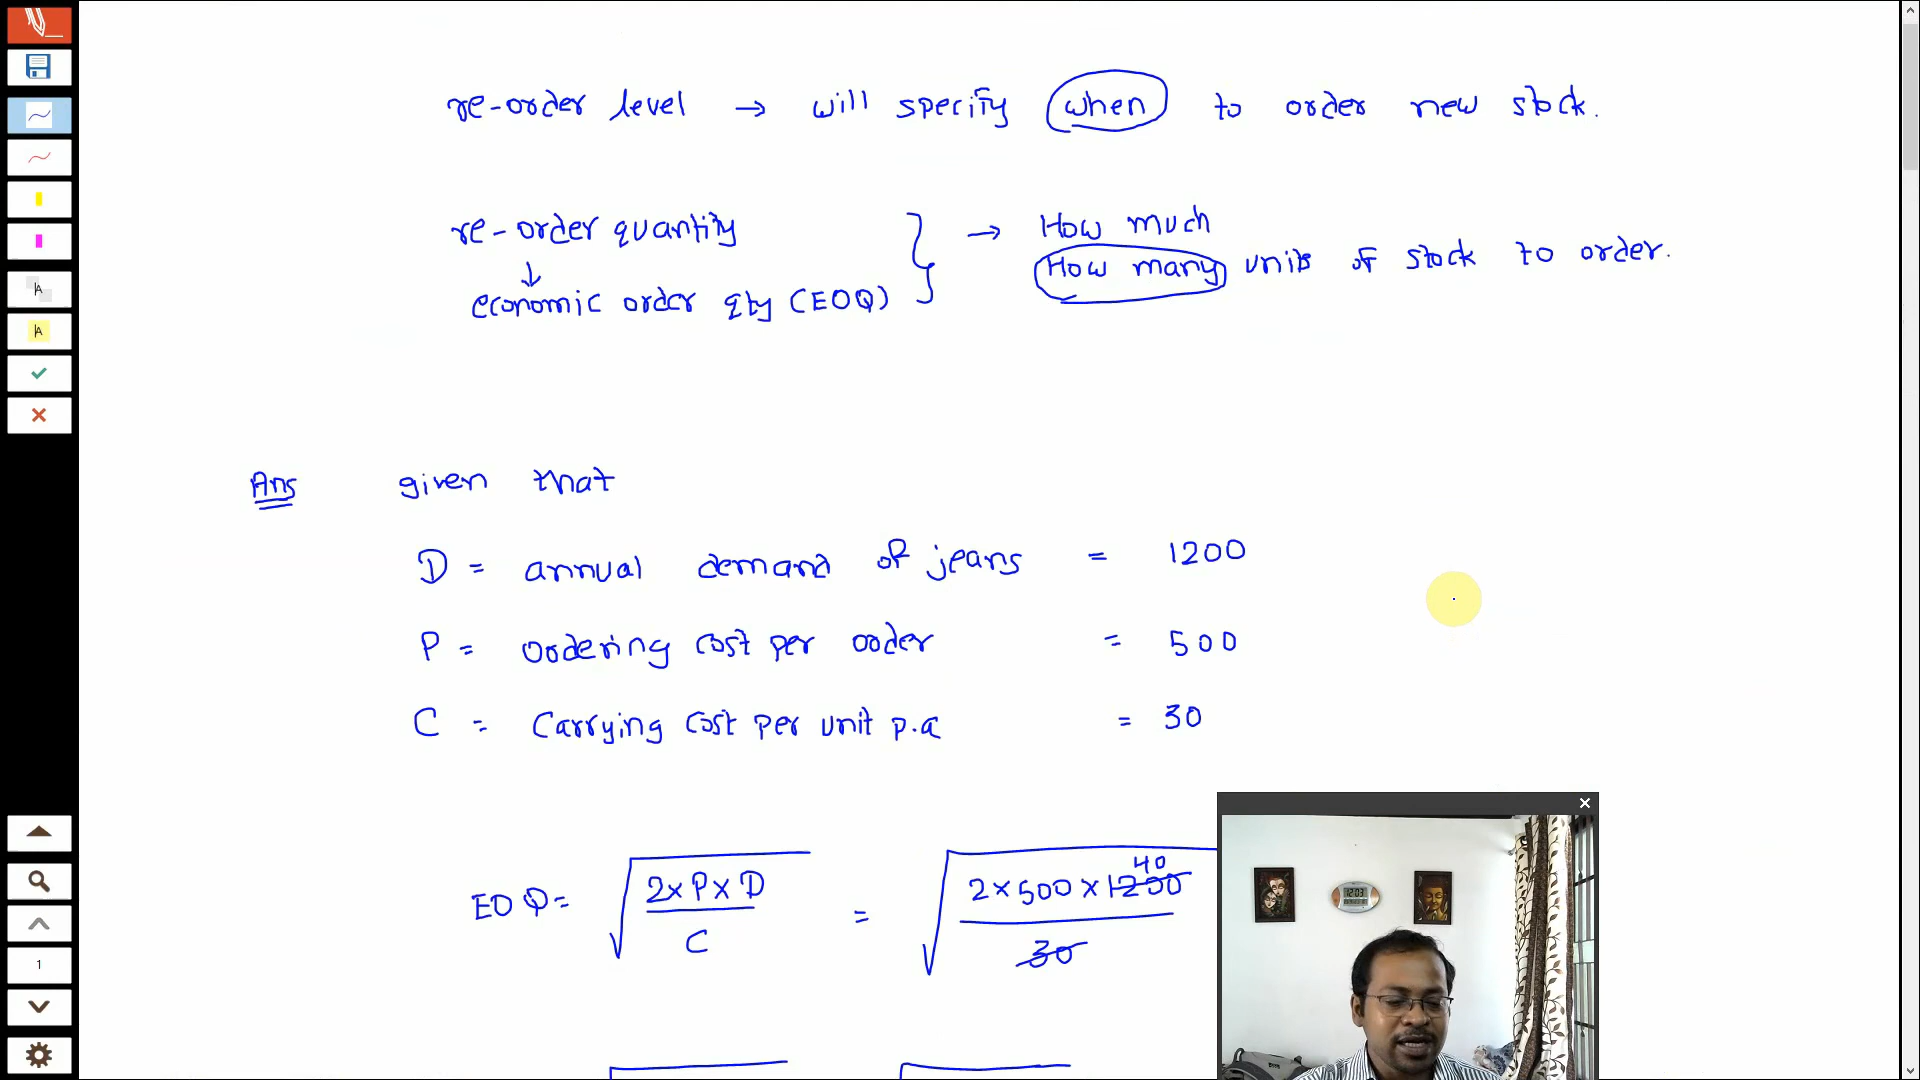 re-order level → will specify when to order new stock.
re-order quantity } → How much
↓ How many units of stock to order.
economic order qty (EOQ)
Ans given that
D = annual demand of jeans = 1200
P = ordering cost per order = 500
C = Carrying cost per unit p.a = 30
EOQ = √(2 × P × D / C) = √(2 × 500 × 1200 / 30)
40
1